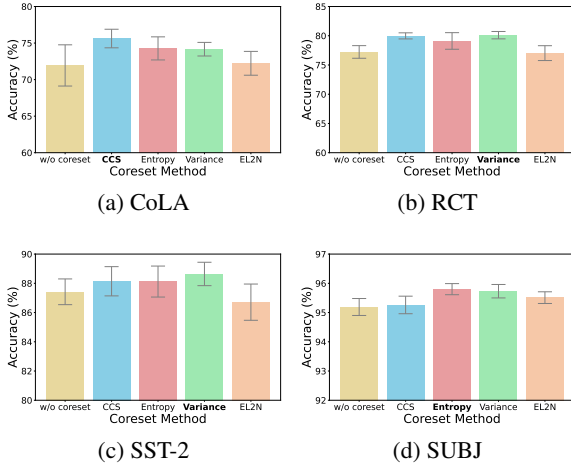 80
75
70
65
60
Accuracy (%)
w/o coreset CCS Entropy Variance EL2N
Coreset Method
(a) CoLA
85
80
75
70
65
60
Accuracy (%)
w/o coreset CCS Entropy Variance EL2N
Coreset Method
(b) RCT
90
88
86
84
82
80
Accuracy (%)
w/o coreset CCS Entropy Variance EL2N
Coreset Method
(c) SST-2
97
96
95
94
93
92
Accuracy (%)
w/o coreset CCS Entropy Variance EL2N
Coreset Method
(d) SUBJ